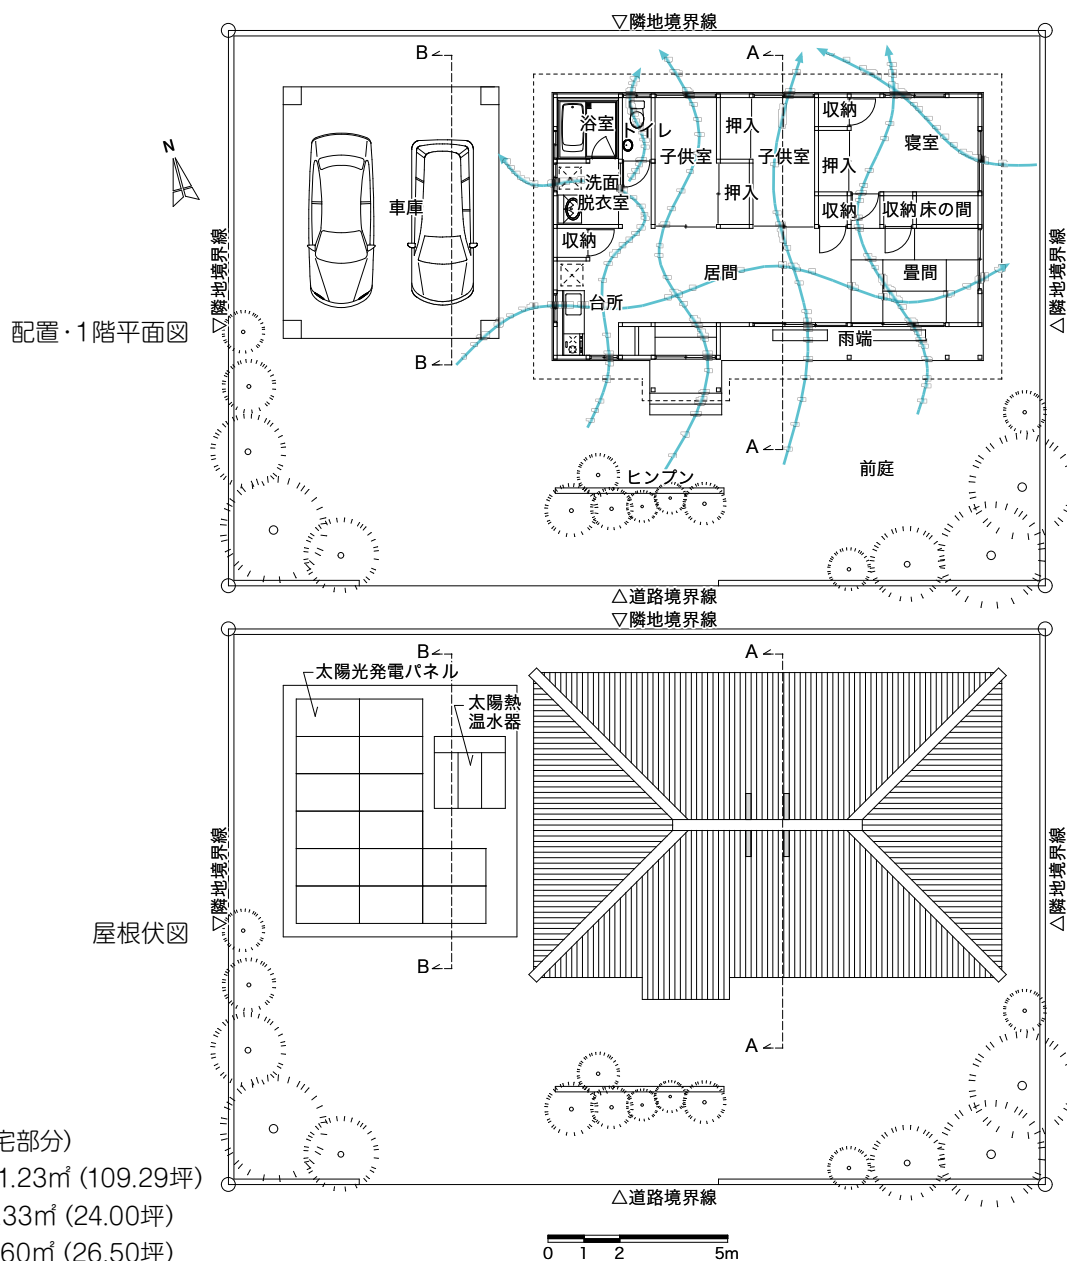 ▽隣地境界線
B
A
N
収納
浴室
トイレ
押入
子供室
子供室
寝室
押入
洗面
脱衣室
押入
車庫
収納
収納
床の間
収納
▽隣地境界線
居間
畳間
△隣地境界線
台所
配置・1階平面図
雨端
B
A
前庭
ヒンプン
△道路境界線
▽隣地境界線
B
A
太陽光発電パネル
太陽熱
温水器
▽隣地境界線
△隣地境界線
屋根伏図
B
A
宅部分)
1.23㎡ (109.29坪)
.33㎡ (24.00坪)
60㎡ (26.50坪)
△道路境界線
0 1 2 5m